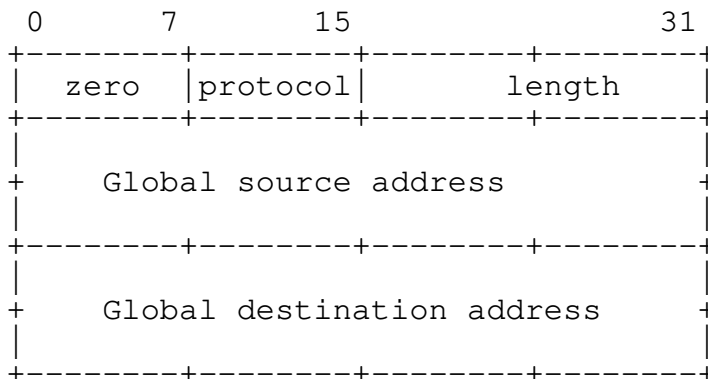 0      7        15                 31
+--------+--------+--------+--------+
|  zero  |protocol|      length     |
+--------+--------+--------+--------+
|                                   |
+    Global source address          +
|                                   |
+--------+--------+--------+--------+
|                                   |
+    Global destination address     +
|                                   |
+--------+--------+--------+--------+